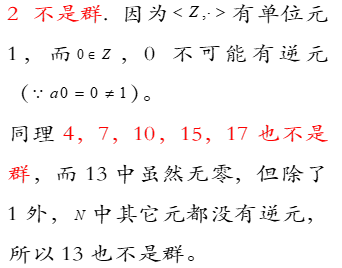 2 不是群. 因为 < Z , · > 有单位元
1，而 0 ∈ Z ，0 不可能有逆元
（∵ a0 = 0 ≠ 1）。
同理 4，7，10，15，17 也不是
群，而 13 中虽然无零，但除了
1 外，N 中其它元都没有逆元，
所以 13 也不是群。